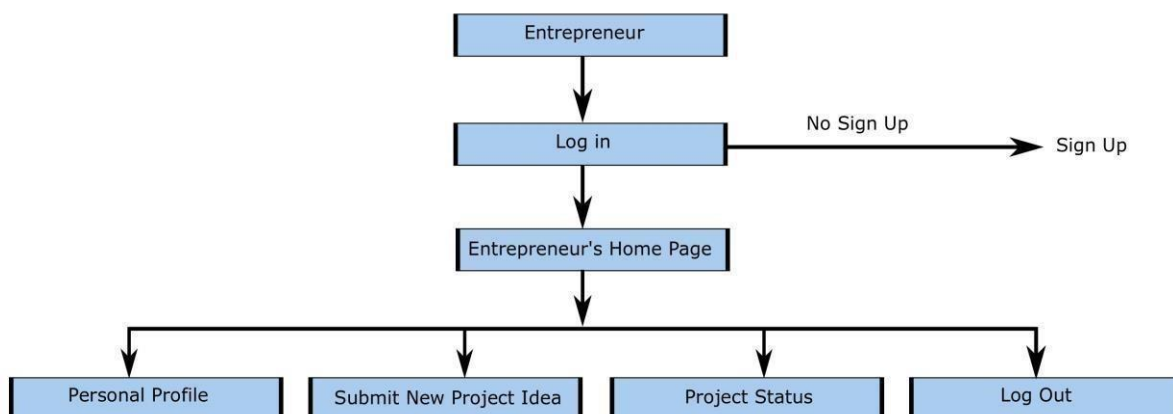 Entrepreneur
Log in
No Sign Up
Sign Up
Entrepreneur's Home Page
Personal Profile
Submit New Project Idea
Project Status
Log Out